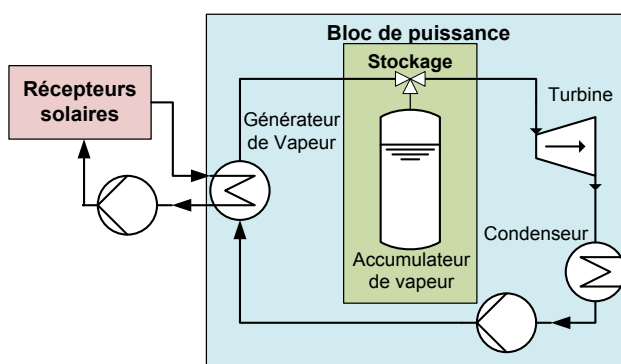 Bloc de puissance
Stockage
Récepteurs
solaires
Générateur
de Vapeur
Turbine
Condenseur
Accumulateur
de vapeur